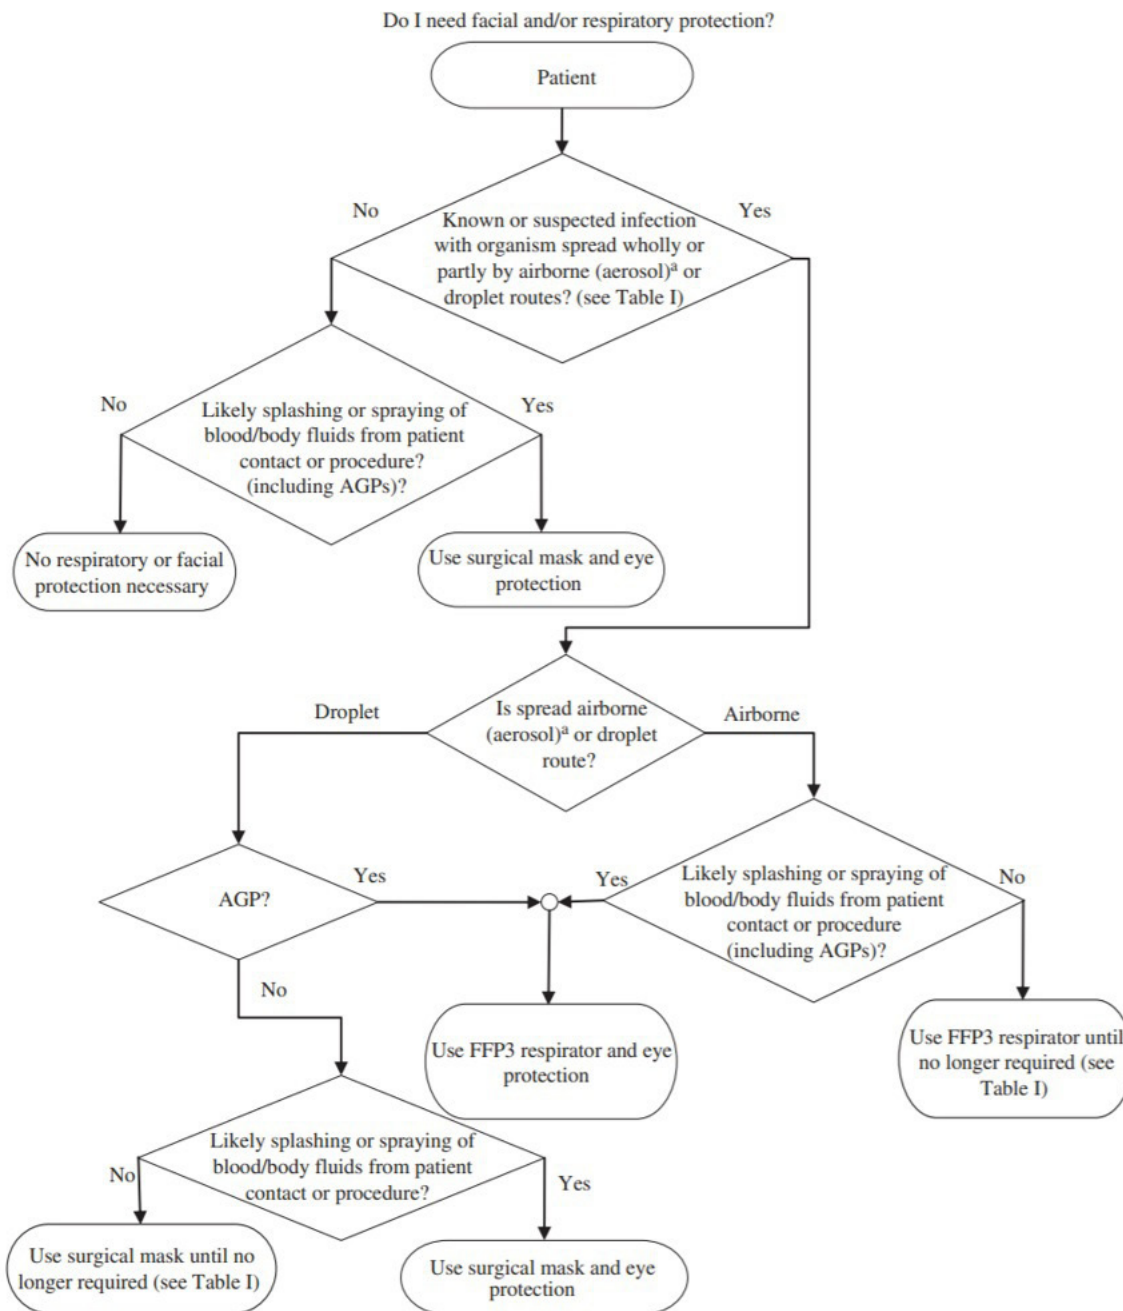 Do I need facial and/or respiratory protection?
Patient
No
Yes
Known or suspected infection
with organism spread wholly or
partly by airborne (aerosol)ᵃ or
droplet routes? (see Table I)
No
Yes
Likely splashing or spraying of
blood/body fluids from patient
contact or procedure?
(including AGPs)?
No respiratory or facial
protection necessary
Use surgical mask and eye
protection
Droplet
Airborne
Is spread airborne
(aerosol)ᵃ or droplet
route?
AGP?
Yes
Yes
No
Likely splashing or spraying of
blood/body fluids from patient
contact or procedure
(including AGPs)?
No
Use FFP3 respirator and eye
protection
Use FFP3 respirator until
no longer required (see
Table I)
Likely splashing or spraying of
blood/body fluids from patient
contact or procedure?
No
Yes
Use surgical mask until no
longer required (see Table I)
Use surgical mask and eye
protection